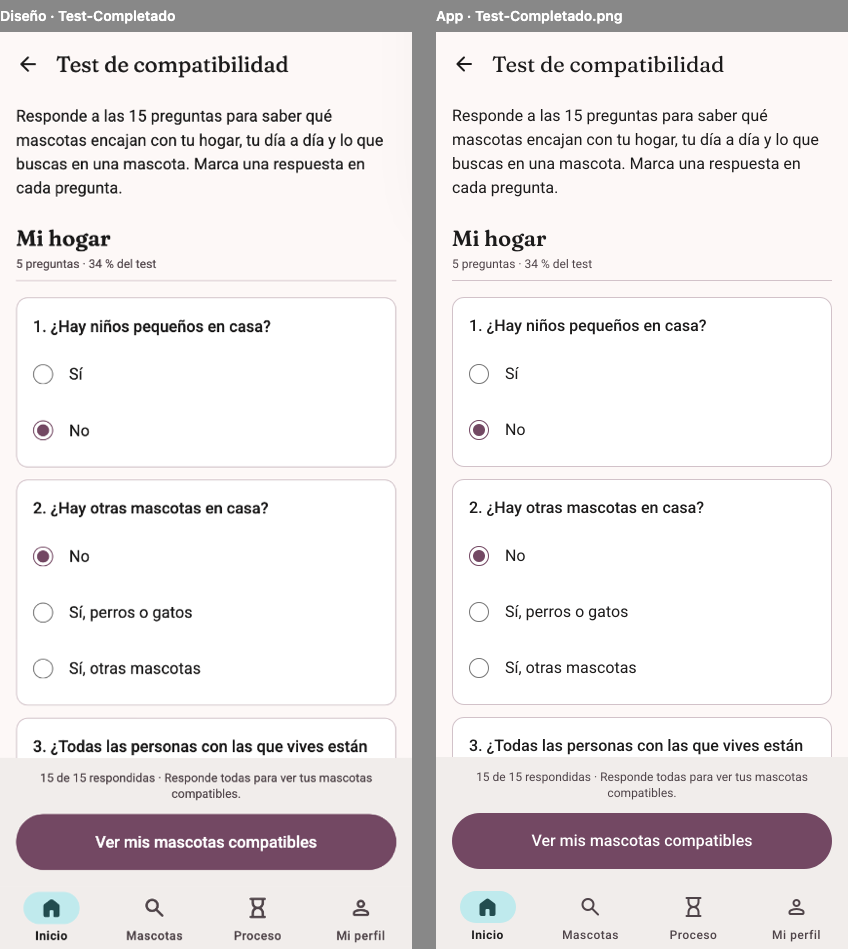 Diseño · Test-Completado
Test de compatibilidad
Responde a las 15 preguntas para saber qué
mascotas encajan con tu hogar, tu día a día y lo que
buscas en una mascota. Marca una respuesta en
cada pregunta.
Mi hogar
5 preguntas · 34 % del test
1. ¿Hay niños pequeños en casa?
Sí
No
2. ¿Hay otras mascotas en casa?
No
Sí, perros o gatos
Sí, otras mascotas
3. ¿Todas las personas con las que vives están
15 de 15 respondidas · Responde todas para ver tus mascotas
compatibles.
Ver mis mascotas compatibles
Inicio
Mascotas
Proceso
Mi perfil
App · Test-Completado.png
Test de compatibilidad
Responde a las 15 preguntas para saber qué
mascotas encajan con tu hogar, tu día a día y lo que
buscas en una mascota. Marca una respuesta en
cada pregunta.
Mi hogar
5 preguntas · 34 % del test
1. ¿Hay niños pequeños en casa?
Sí
No
2. ¿Hay otras mascotas en casa?
No
Sí, perros o gatos
Sí, otras mascotas
3. ¿Todas las personas con las que vives están
15 de 15 respondidas · Responde todas para ver tus mascotas
compatibles.
Ver mis mascotas compatibles
Inicio
Mascotas
Proceso
Mi perfil